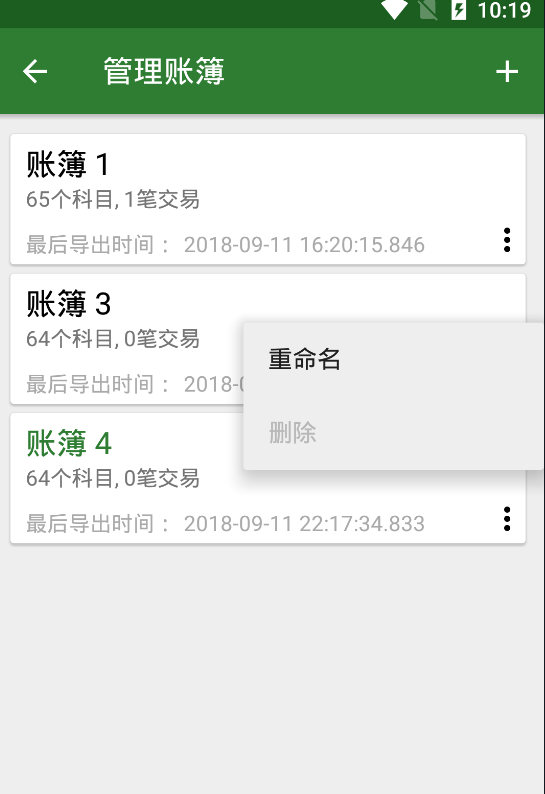 10:19
管理账簿
账簿 1
65个科目, 1笔交易
最后导出时间： 2018-09-11 16:20:15.846
账簿 3
64个科目, 0笔交易
重命名
最后导出时间： 2018-
删除
账簿 4
64个科目, 0笔交易
最后导出时间： 2018-09-11 22:17:34.833